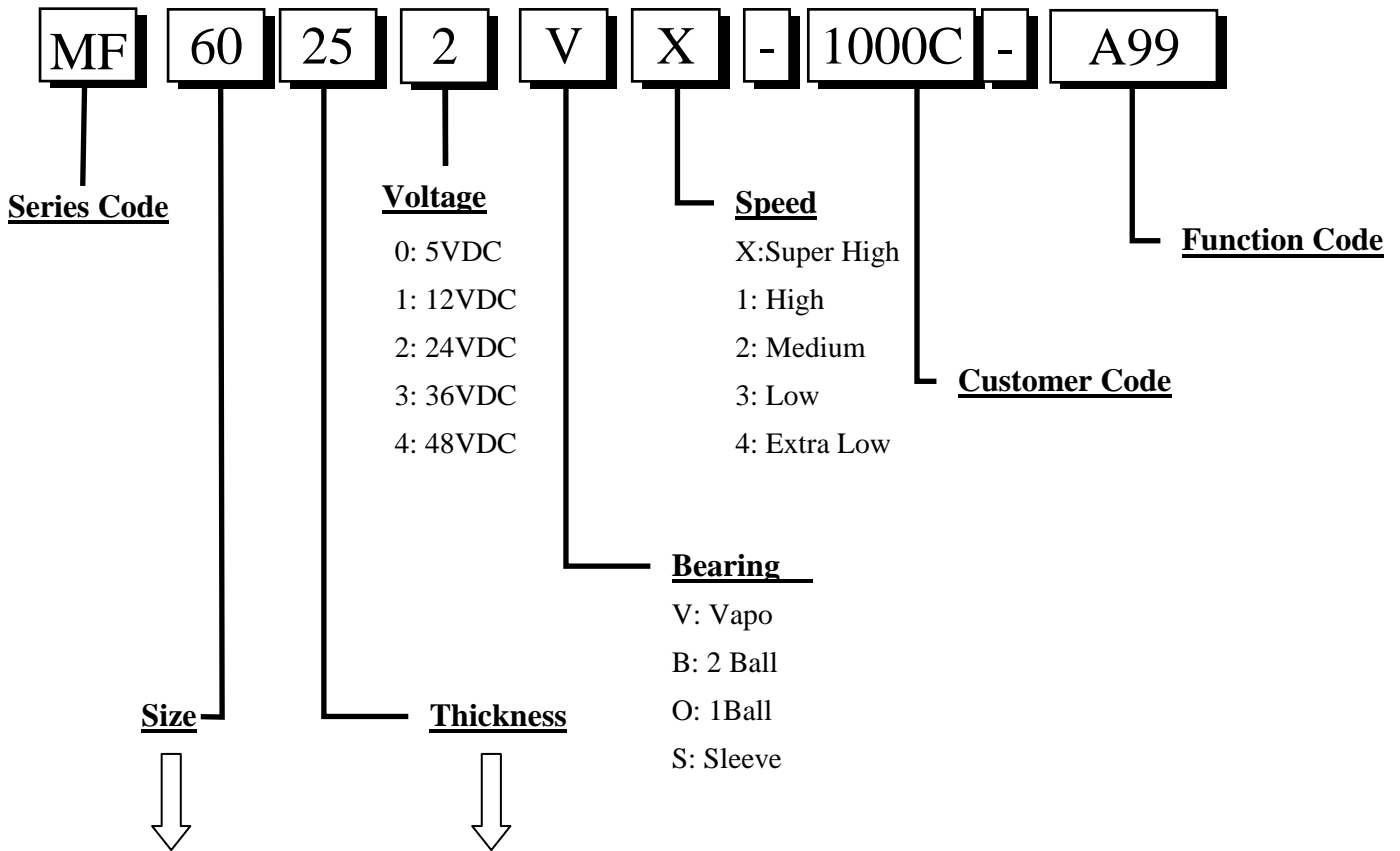 MF 60 25 2 V X - 1000C - A99
Series Code
Voltage
0: 5VDC
1: 12VDC
2: 24VDC
3: 36VDC
4: 48VDC
Speed
X:Super High
1: High
2: Medium
3: Low
4: Extra Low
Function Code
Customer Code
Bearing
V: Vapo
B: 2 Ball
O: 1Ball
S: Sleeve
Size
Thickness